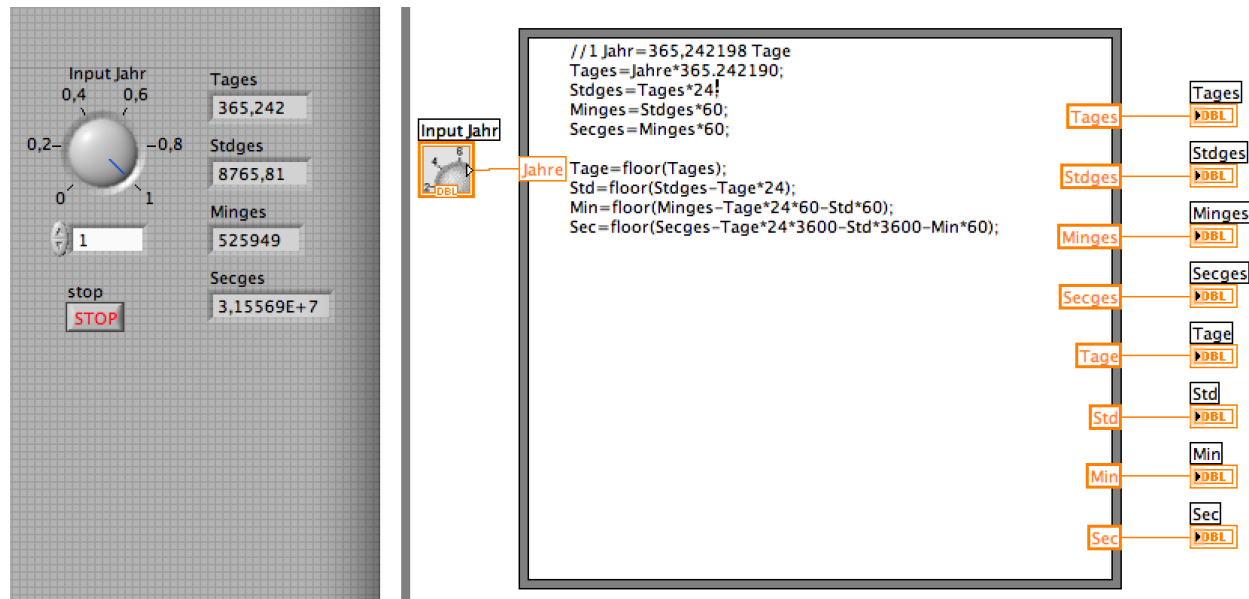 Input Jahr
0,4 0,6
0,2 0,8
0 1
1
stop
STOP
Tages
365,242
Stdges
8765,81
Minges
525949
Secges
3,15569E+7
Input Jahr
2 4 6
DBL
Jahre
//1 Jahr=365,242198 Tage
Tages=Jahre*365.242190;
Stdges=Tages*24;
Minges=Stdges*60;
Secges=Minges*60;
Tage=floor(Tages);
Std=floor(Stdges-Tage*24);
Min=floor(Minges-Tage*24*60-Std*60);
Sec=floor(Secges-Tage*24*3600-Std*3600-Min*60);
Tages
Tages
DBL
Stdges
Stdges
DBL
Minges
Minges
DBL
Secges
Secges
DBL
Tage
Tage
DBL
Std
Std
DBL
Min
Min
DBL
Sec
Sec
DBL